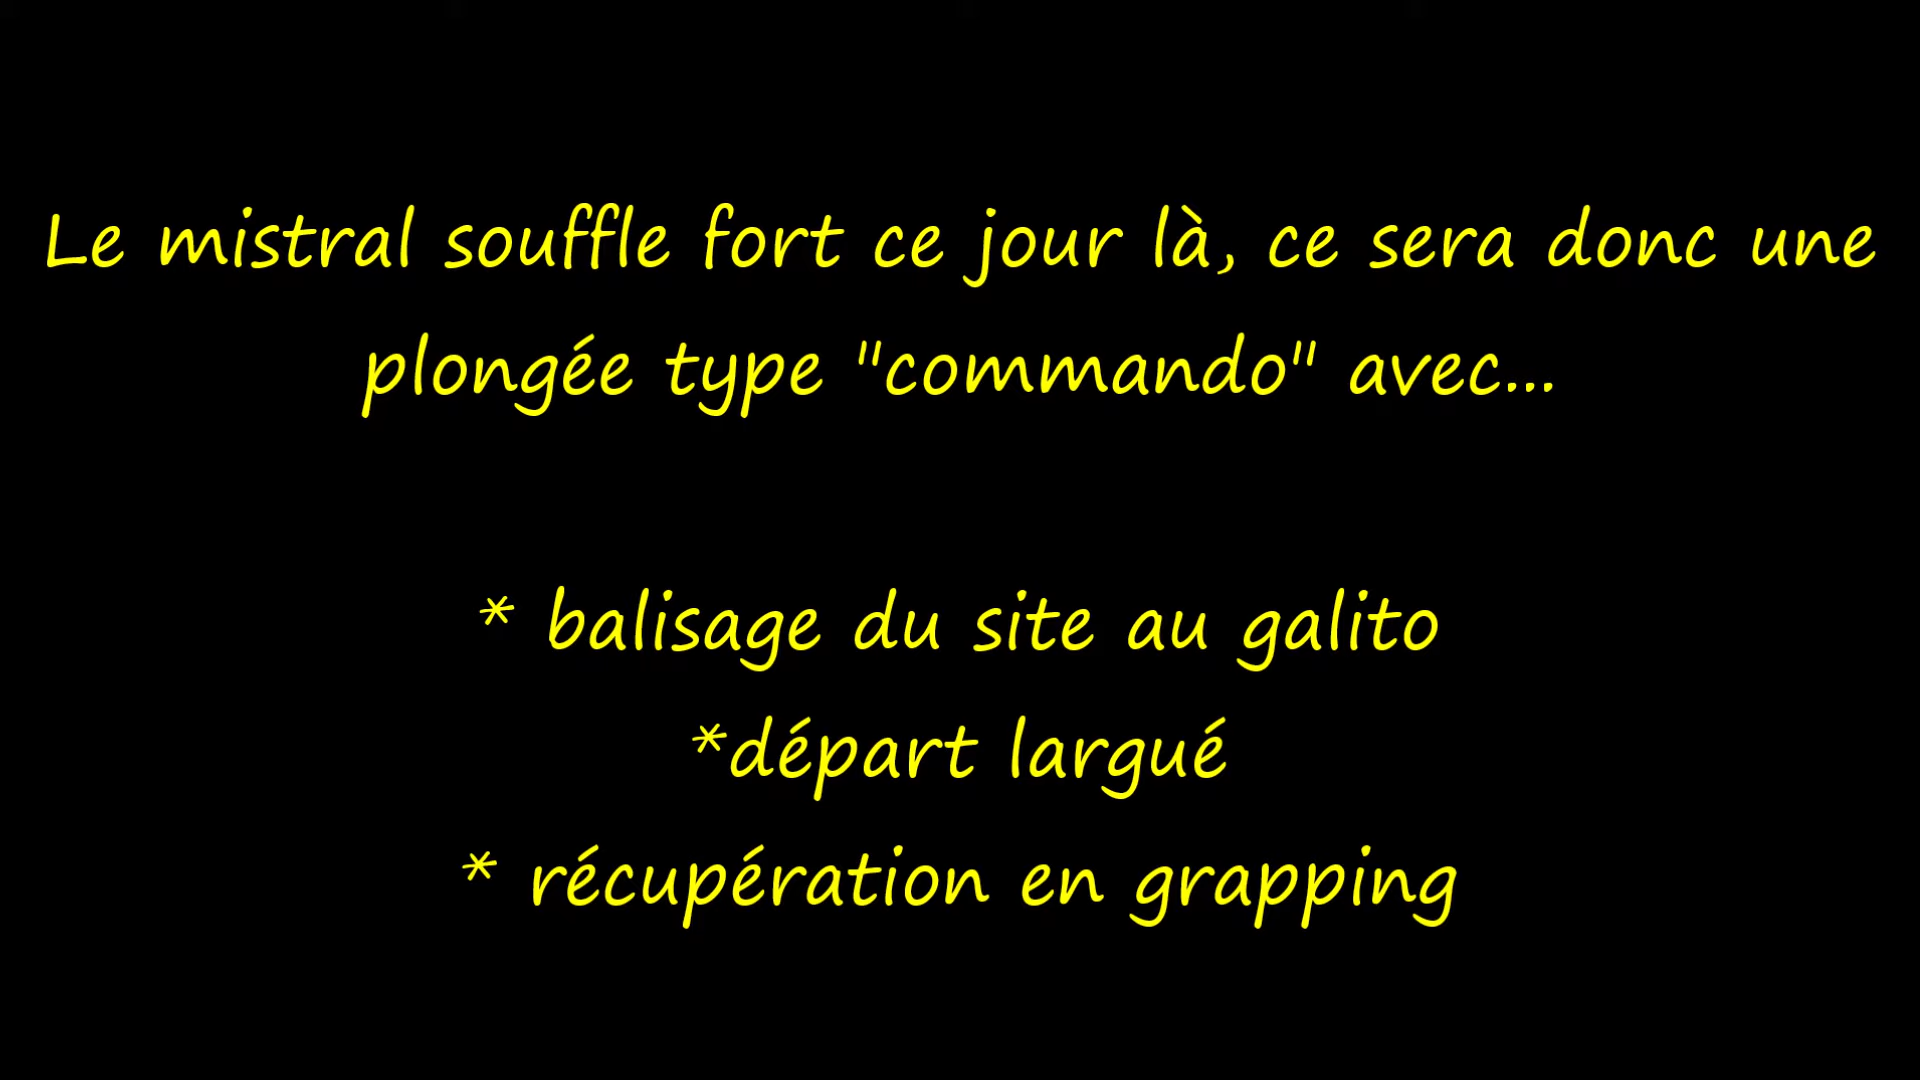 Le mistral souffle fort ce jour là, ce sera donc une
plongée type "commando" avec...
* balisage du site au galito
*départ largué
* récupération en grapping